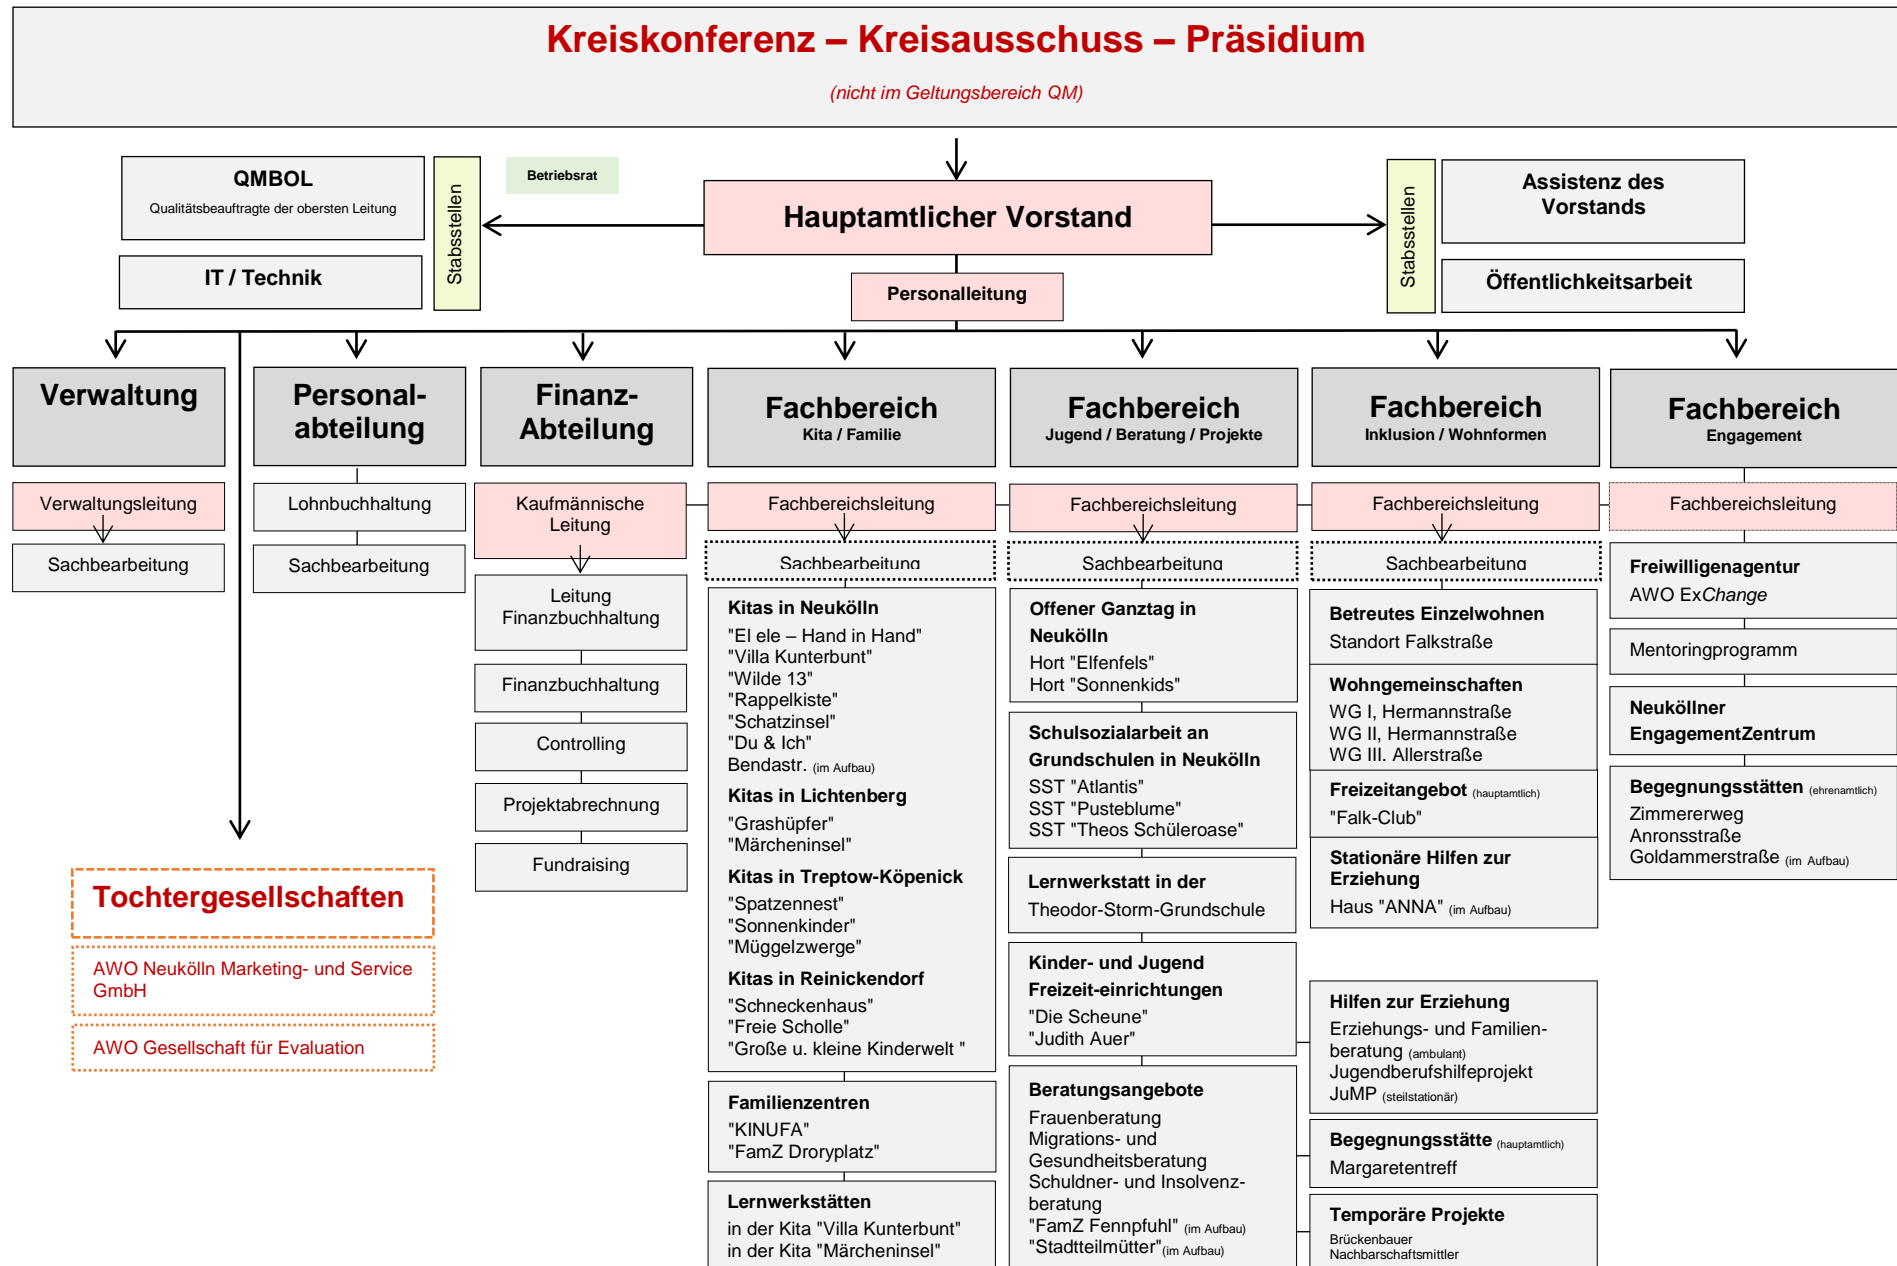 Kreiskonferenz – Kreisausschuss – Präsidium
(nicht im Geltungsbereich QM)
QMBOL
Qualitätsbeauftragte der obersten Leitung
IT / Technik
Stabsstellen
Betriebsrat
Hauptamtlicher Vorstand
Personalleitung
Stabsstellen
Assistenz des
Vorstands
Öffentlichkeitsarbeit
Verwaltung
Verwaltungsleitung
Sachbearbeitung
Tochtergesellschaften
AWO Neukölln Marketing- und Service
GmbH
AWO Gesellschaft für Evaluation
Personal-
abteilung
Lohnbuchhaltung
Sachbearbeitung
Finanz-
Abteilung
Kaufmännische
Leitung
Leitung
Finanzbuchhaltung
Finanzbuchhaltung
Controlling
Projektabrechnung
Fundraising
Fachbereich
Kita / Familie
Fachbereichsleitung
Sachbearbeitung
Kitas in Neukölln
"El ele – Hand in Hand"
"Villa Kunterbunt"
"Wilde 13"
"Rappelkiste"
"Schatzinsel"
"Du & Ich"
Bendastr. (im Aufbau)
Kitas in Lichtenberg
"Grashüpfer"
"Märcheninsel"
Kitas in Treptow-Köpenick
"Spatzennest"
"Sonnenkinder"
"Müggelzwerge"
Kitas in Reinickendorf
"Schneckenhaus"
"Freie Scholle"
"Große u. kleine Kinderwelt "
Familienzentren
"KINUFA"
"FamZ Droryplatz"
Lernwerkstätten
in der Kita "Villa Kunterbunt"
in der Kita "Märcheninsel"
Fachbereich
Jugend / Beratung / Projekte
Fachbereichsleitung
Sachbearbeitung
Offener Ganztag in
Neukölln
Hort "Elfenfels"
Hort "Sonnenkids"
Schulsozialarbeit an
Grundschulen in Neukölln
SST "Atlantis"
SST "Pusteblume"
SST "Theos Schüleroase"
Lernwerkstatt in der
Theodor-Storm-Grundschule
Kinder- und Jugend
Freizeit-einrichtungen
"Die Scheune"
"Judith Auer"
Beratungsangebote
Frauenberatung
Migrations- und
Gesundheitsberatung
Schuldner- und Insolvenz-
beratung
"FamZ Fennpfuhl" (im Aufbau)
"Stadtteilmütter"(im Aufbau)
Fachbereich
Inklusion / Wohnformen
Fachbereichsleitung
Sachbearbeitung
Betreutes Einzelwohnen
Standort Falkstraße
Wohngemeinschaften
WG I, Hermannstraße
WG II, Hermannstraße
WG III. Allerstraße
Freizeitangebot (hauptamtlich)
"Falk-Club"
Stationäre Hilfen zur
Erziehung
Haus "ANNA" (im Aufbau)
Hilfen zur Erziehung
Erziehungs- und Familien-
beratung (ambulant)
Jugendberufshilfeprojekt
JuMP (steilstationär)
Begegnungsstätte (hauptamtlich)
Margaretentreff
Temporäre Projekte
Brückenbauer
Nachbarschaftsmittler
Fachbereich
Engagement
Fachbereichsleitung
Freiwilligenagentur
AWO ExChange
Mentoringprogramm
Neuköllner
EngagementZentrum
Begegnungsstätten (ehrenamtlich)
Zimmererweg
Anronsstraße
Goldammerstraße (im Aufbau)